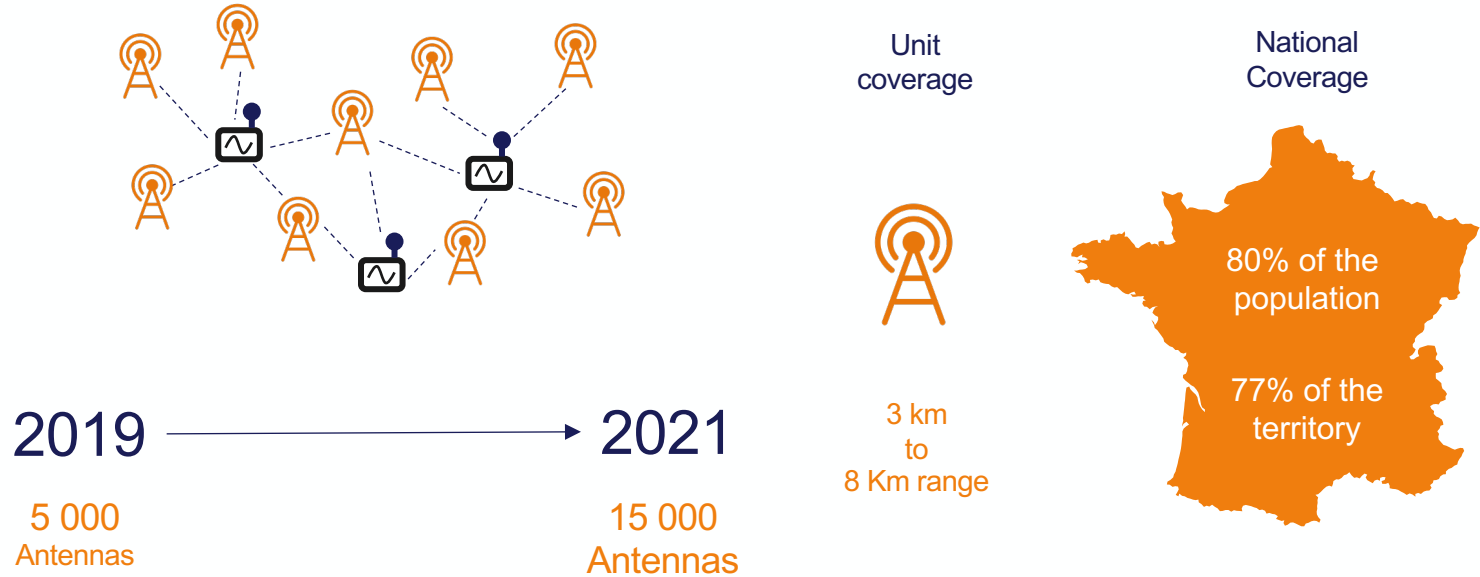 Unit
coverage
National
Coverage
80% of the
population
77% of the
territory
2019
2021
3 km
to
8 Km range
5 000
Antennas
15 000
Antennas